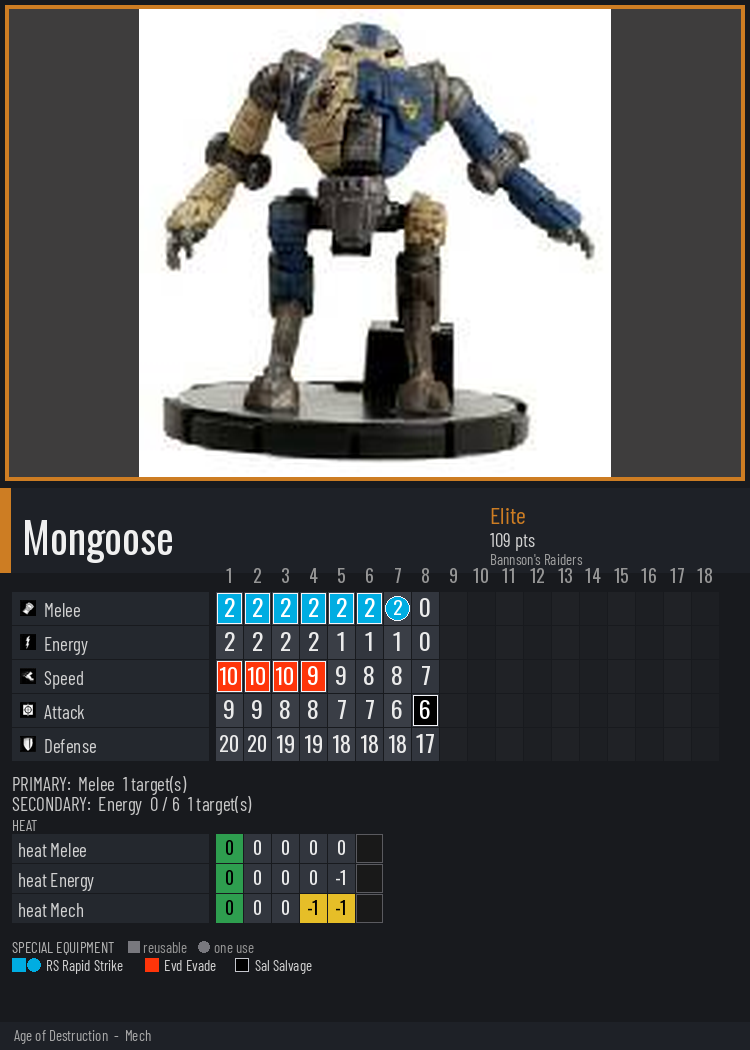 Mongoose
Elite
109 pts
Bannson's Raiders
1 2 3 4 5 6 7 8 9 10 11 12 13 14 15 16 17 18
Melee 2 2 2 2 2 2 2 0
Energy 2 2 2 2 1 1 1 0
Speed 10 10 10 9 9 8 8 7
Attack 9 9 8 8 7 7 6 6
Defense 20 20 19 19 18 18 18 17
PRIMARY: Melee 1 target(s)
SECONDARY: Energy 0 / 6 1 target(s)
HEAT
heat Melee 0 0 0 0 0
heat Energy 0 0 0 0 -1
heat Mech 0 0 0 -1 -1
SPECIAL EQUIPMENT reusable one use
RS Rapid Strike Evd Evade Sal Salvage
Age of Destruction - Mech